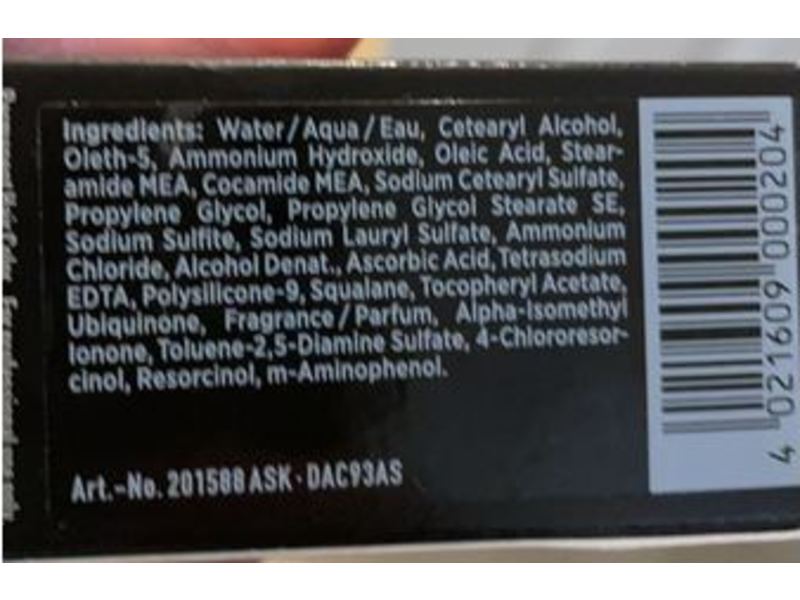 Ingredients: Water/Aqua/Eau, Cetearyl Alcohol,
Oleth-5, Ammonium Hydroxide, Oleic Acid, Stear-
amide MEA, Cocamide MEA, Sodium Cetearyl Sulfate,
Propylene Glycol, Propylene Glycol Stearate SE,
Sodium Sulfite, Sodium Lauryl Sulfate, Ammonium
Chloride, Alcohol Denat., Ascorbic Acid, Tetrasodium
EDTA, Polysilicone-9, Squalane, Tocopheryl Acetate,
Ubiquinone, Fragrance/Parfum, Alpha-Isomethyl
Ionone, Toluene-2,5-Diamine Sulfate, 4-Chlororesor-
cinol, Resorcinol, m-Aminophenol.
Art.-No. 201588 ASK · DAC93AS
4 021609 000204